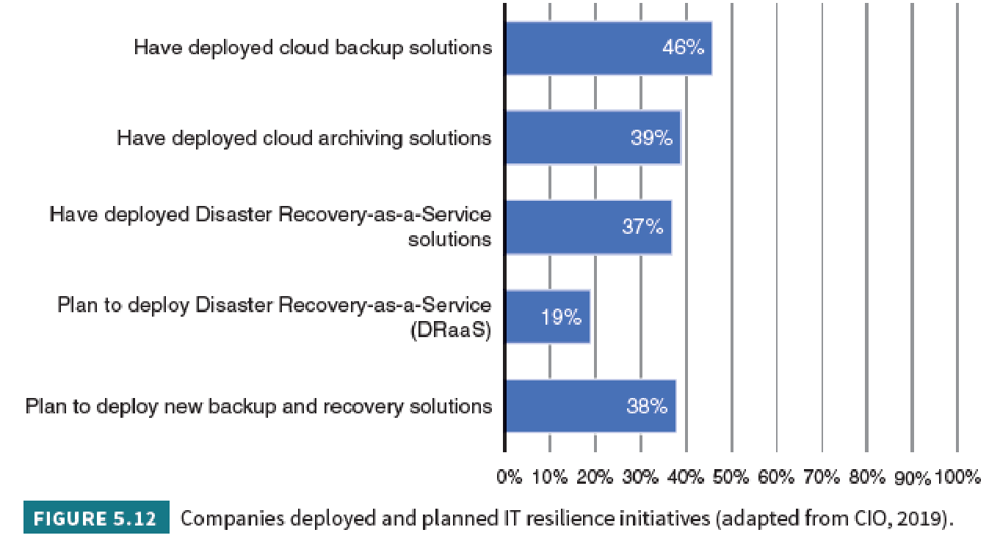 Have deployed cloud backup solutions
46%
Have deployed cloud archiving solutions
39%
Have deployed Disaster Recovery-as-a-Service
solutions
37%
Plan to deploy Disaster Recovery-as-a-Service
(DRaaS)
19%
Plan to deploy new backup and recovery solutions
38%
0% 10% 20% 30% 40% 50% 60% 70% 80% 90% 100%
FIGURE 5.12 Companies deployed and planned IT resilience initiatives (adapted from CIO, 2019).